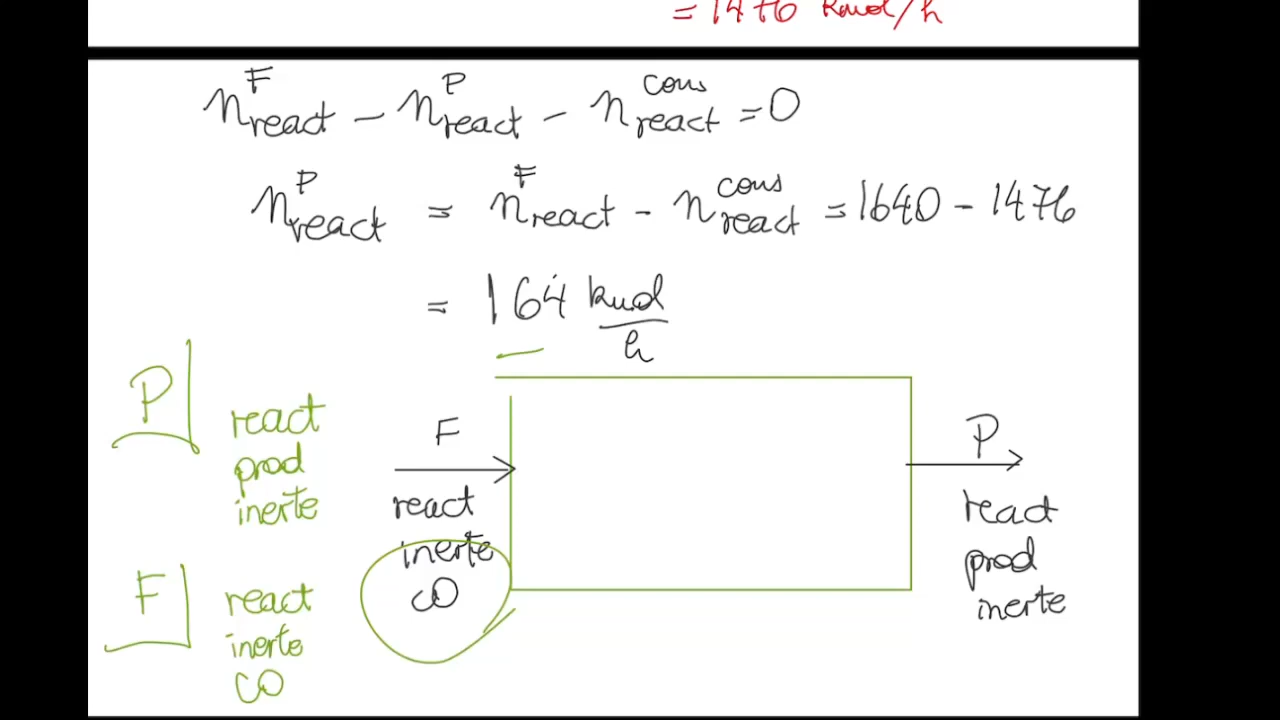 = 1476 kmol/h
n^F_react - n^P_react - n^cons_react = 0
n^P_react = n^F_react - n^cons_react = 1640 - 1476
= 164 kmol/h
P
react
prod
inerte
F
react
inerte
CO
F
react
inerte
CO
P
react
prod
inerte